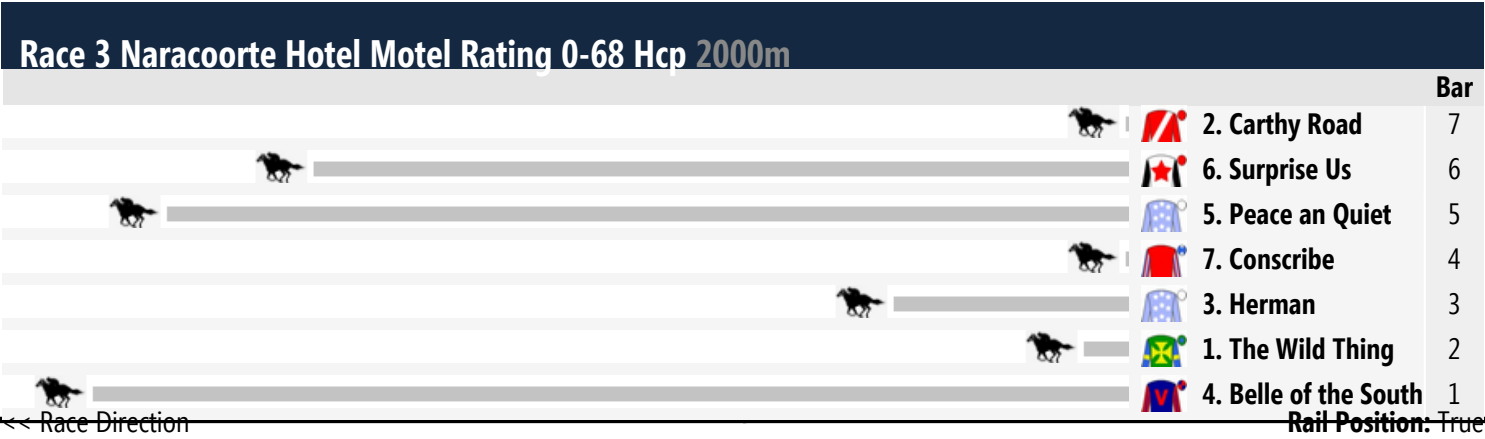 Race 3 Naracoorte Hotel Motel Rating 0-68 Hcp 2000m
Bar
2. Carthy Road 7
6. Surprise Us 6
5. Peace an Quiet 5
7. Conscribe 4
3. Herman 3
1. The Wild Thing 2
V 4. Belle of the South 1
<< Race Direction Rail Position: True